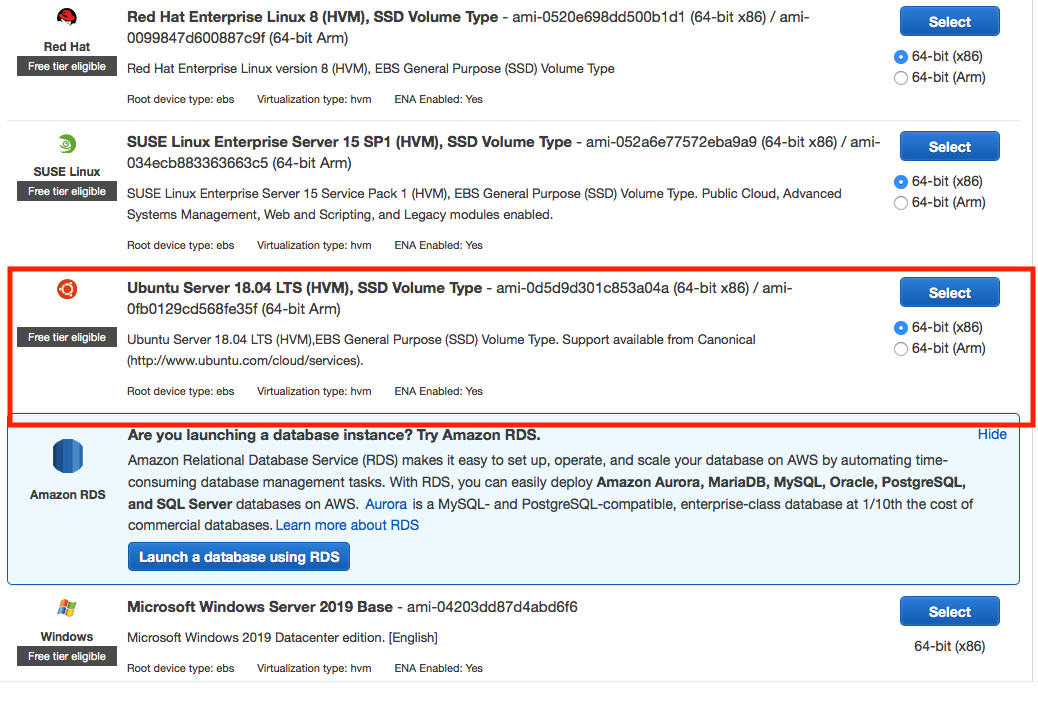 Red Hat Enterprise Linux 8 (HVM), SSD Volume Type - ami-0520e698dd500b1d1 (64-bit x86) / ami-
0099847d600887c9f (64-bit Arm)
Select
Red Hat
Free tier eligible
Red Hat Enterprise Linux version 8 (HVM), EBS General Purpose (SSD) Volume Type
64-bit (x86)
64-bit (Arm)
Root device type: ebs Virtualization type: hvm ENA Enabled: Yes
SUSE Linux Enterprise Server 15 SP1 (HVM), SSD Volume Type - ami-052a6e77572eba9a9 (64-bit x86) / ami-
034ecb883363663c5 (64-bit Arm)
Select
SUSE Linux
Free tier eligible
SUSE Linux Enterprise Server 15 Service Pack 1 (HVM), EBS General Purpose (SSD) Volume Type. Public Cloud, Advanced
Systems Management, Web and Scripting, and Legacy modules enabled.
64-bit (x86)
64-bit (Arm)
Root device type: ebs Virtualization type: hvm ENA Enabled: Yes
Ubuntu Server 18.04 LTS (HVM), SSD Volume Type - ami-0d5d9d301c853a04a (64-bit x86) / ami-
0fb0129cd568fe35f (64-bit Arm)
Select
Free tier eligible
Ubuntu Server 18.04 LTS (HVM),EBS General Purpose (SSD) Volume Type. Support available from Canonical
(http://www.ubuntu.com/cloud/services).
64-bit (x86)
64-bit (Arm)
Root device type: ebs Virtualization type: hvm ENA Enabled: Yes
Are you launching a database instance? Try Amazon RDS.
Hide
Amazon RDS
Amazon Relational Database Service (RDS) makes it easy to set up, operate, and scale your database on AWS by automating time-
consuming database management tasks. With RDS, you can easily deploy Amazon Aurora, MariaDB, MySQL, Oracle, PostgreSQL,
and SQL Server databases on AWS. Aurora is a MySQL- and PostgreSQL-compatible, enterprise-class database at 1/10th the cost of
commercial databases. Learn more about RDS
Launch a database using RDS
Microsoft Windows Server 2019 Base - ami-04203dd87d4abd6f6
Select
Windows
Free tier eligible
Microsoft Windows 2019 Datacenter edition. [English]
64-bit (x86)
Root device type: ebs Virtualization type: hvm ENA Enabled: Yes